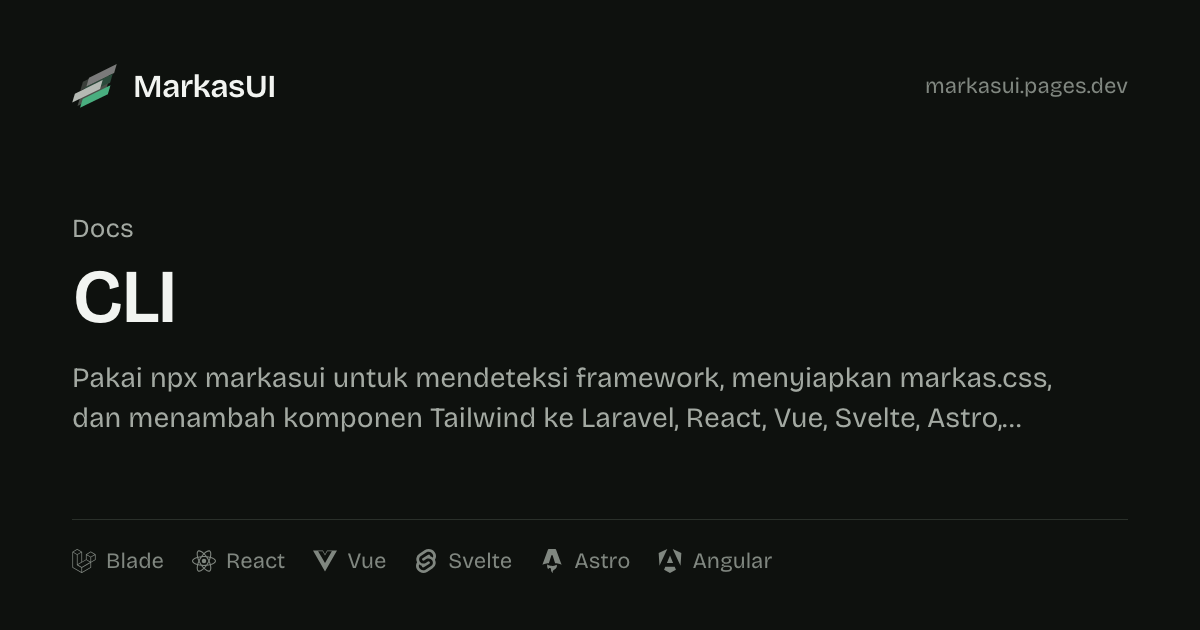 MarkasUI
markasui.pages.dev
Docs
CLI
Pakai npx markasui untuk mendeteksi framework, menyiapkan markas.css,
dan menambah komponen Tailwind ke Laravel, React, Vue, Svelte, Astro,...
Blade React Vue Svelte Astro Angular